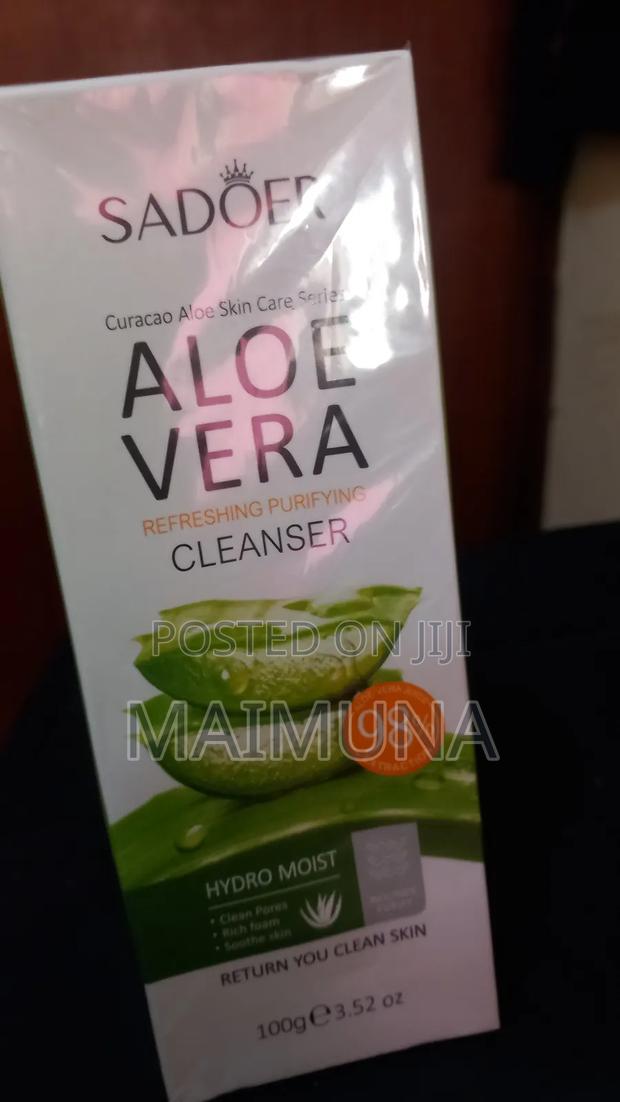 SADOER
Curacao Aloe Skin Care Series
ALOE
VERA
REFRESHING PURIFYING
CLEANSER
POSTED ON JIJI
MAIMUNA
98%
HYDRO MOIST
• Clean Pores
• Rich foam
• Soothe skin
RETURN YOU CLEAN SKIN
100g℮3.52 oz